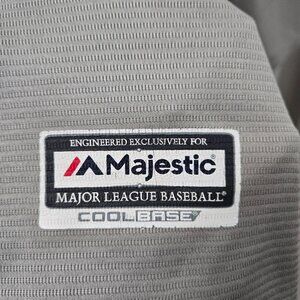 ENGINEERED EXCLUSIVELY FOR
Majestic®
MAJOR LEAGUE BASEBALL®
COOLBASE